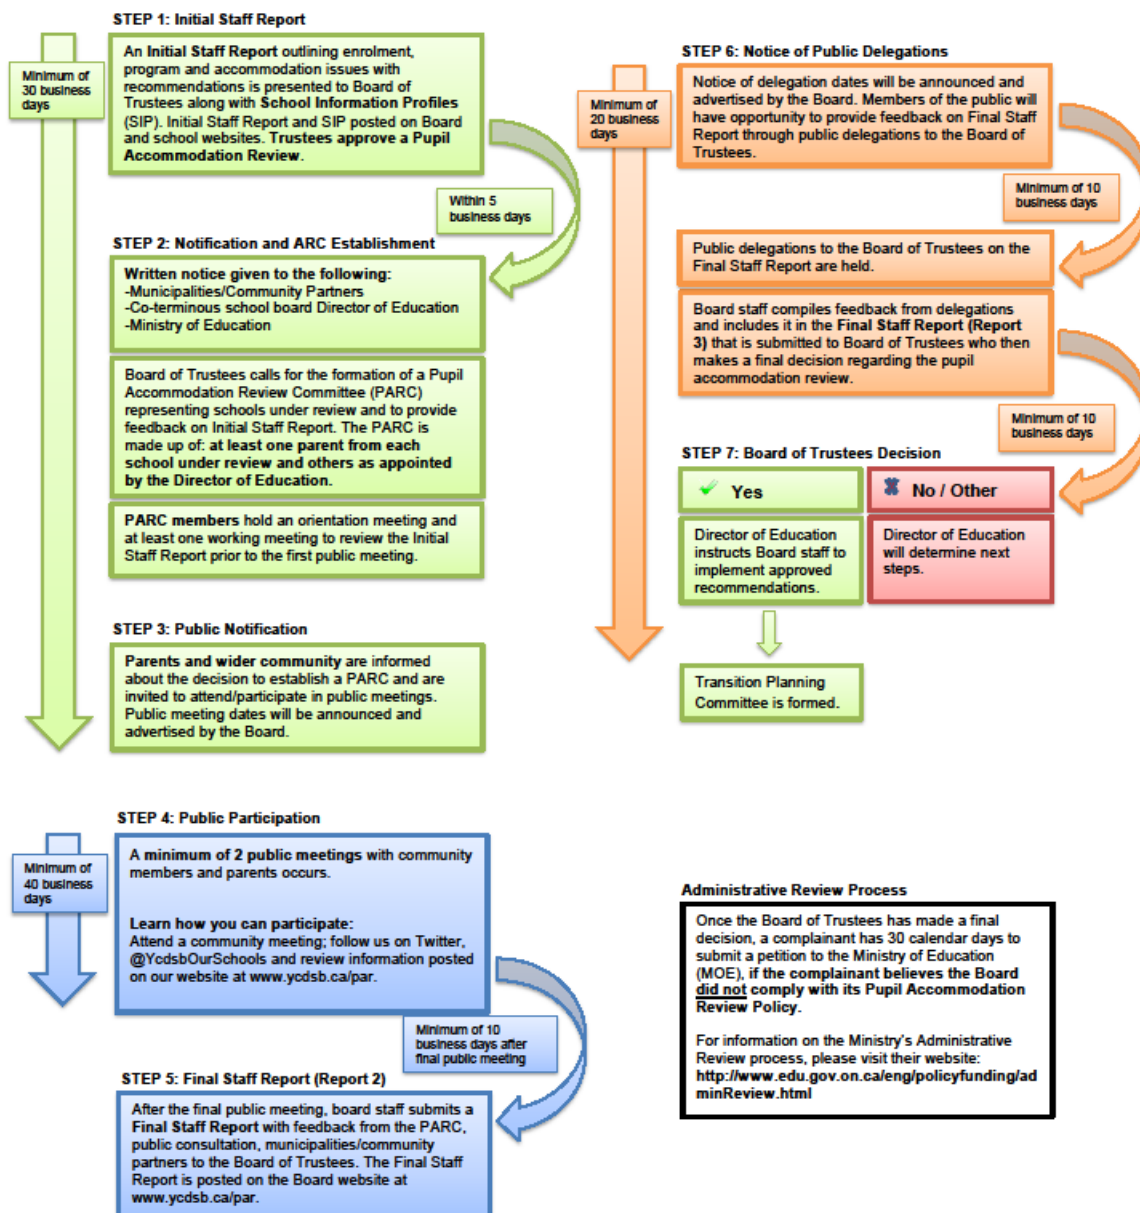 STEP 1: Initial Staff Report
Minimum of
30 business
days
An Initial Staff Report outlining enrolment,
program and accommodation issues with
recommendations is presented to Board of
Trustees along with School Information Profiles
(SIP). Initial Staff Report and SIP posted on Board
and school websites. Trustees approve a Pupil
Accommodation Review.
Within 5
business days
STEP 2: Notification and ARC Establishment
Written notice given to the following:
-Municipalities/Community Partners
-Co-terminous school board Director of Education
-Ministry of Education
Board of Trustees calls for the formation of a Pupil
Accommodation Review Committee (PARC)
representing schools under review and to provide
feedback on Initial Staff Report. The PARC is
made up of: at least one parent from each
school under review and others as appointed
by the Director of Education.
PARC members hold an orientation meeting and
at least one working meeting to review the Initial
Staff Report prior to the first public meeting.
STEP 3: Public Notification
Parents and wider community are informed
about the decision to establish a PARC and are
invited to attend/participate in public meetings.
Public meeting dates will be announced and
advertised by the Board.
STEP 4: Public Participation
Minimum of
40 business
days
A minimum of 2 public meetings with community
members and parents occurs.
Learn how you can participate:
Attend a community meeting; follow us on Twitter,
@YcdsbOurSchools and review information posted
on our website at www.ycdsb.ca/par.
Minimum of 10
business days after
final public meeting
STEP 5: Final Staff Report (Report 2)
After the final public meeting, board staff submits a
Final Staff Report with feedback from the PARC,
public consultation, municipalities/community
partners to the Board of Trustees. The Final Staff
Report is posted on the Board website at
www.ycdsb.ca/par.
STEP 6: Notice of Public Delegations
Minimum of
20 business
days
Notice of delegation dates will be announced and
advertised by the Board. Members of the public will
have opportunity to provide feedback on Final Staff
Report through public delegations to the Board of
Trustees.
Minimum of 10
business days
Public delegations to the Board of Trustees on the
Final Staff Report are held.
Board staff compiles feedback from delegations
and includes it in the Final Staff Report (Report
3) that is submitted to Board of Trustees who then
makes a final decision regarding the pupil
accommodation review.
Minimum of 10
business days
STEP 7: Board of Trustees Decision
Yes
No / Other
Director of Education
instructs Board staff to
implement approved
recommendations.
Director of Education
will determine next
steps.
Transition Planning
Committee is formed.
Administrative Review Process
Once the Board of Trustees has made a final
decision, a complainant has 30 calendar days to
submit a petition to the Ministry of Education
(MOE), if the complainant believes the Board
did not comply with its Pupil Accommodation
Review Policy.
For information on the Ministry's Administrative
Review process, please visit their website:
http://www.edu.gov.on.ca/eng/policyfunding/ad
minReview.html